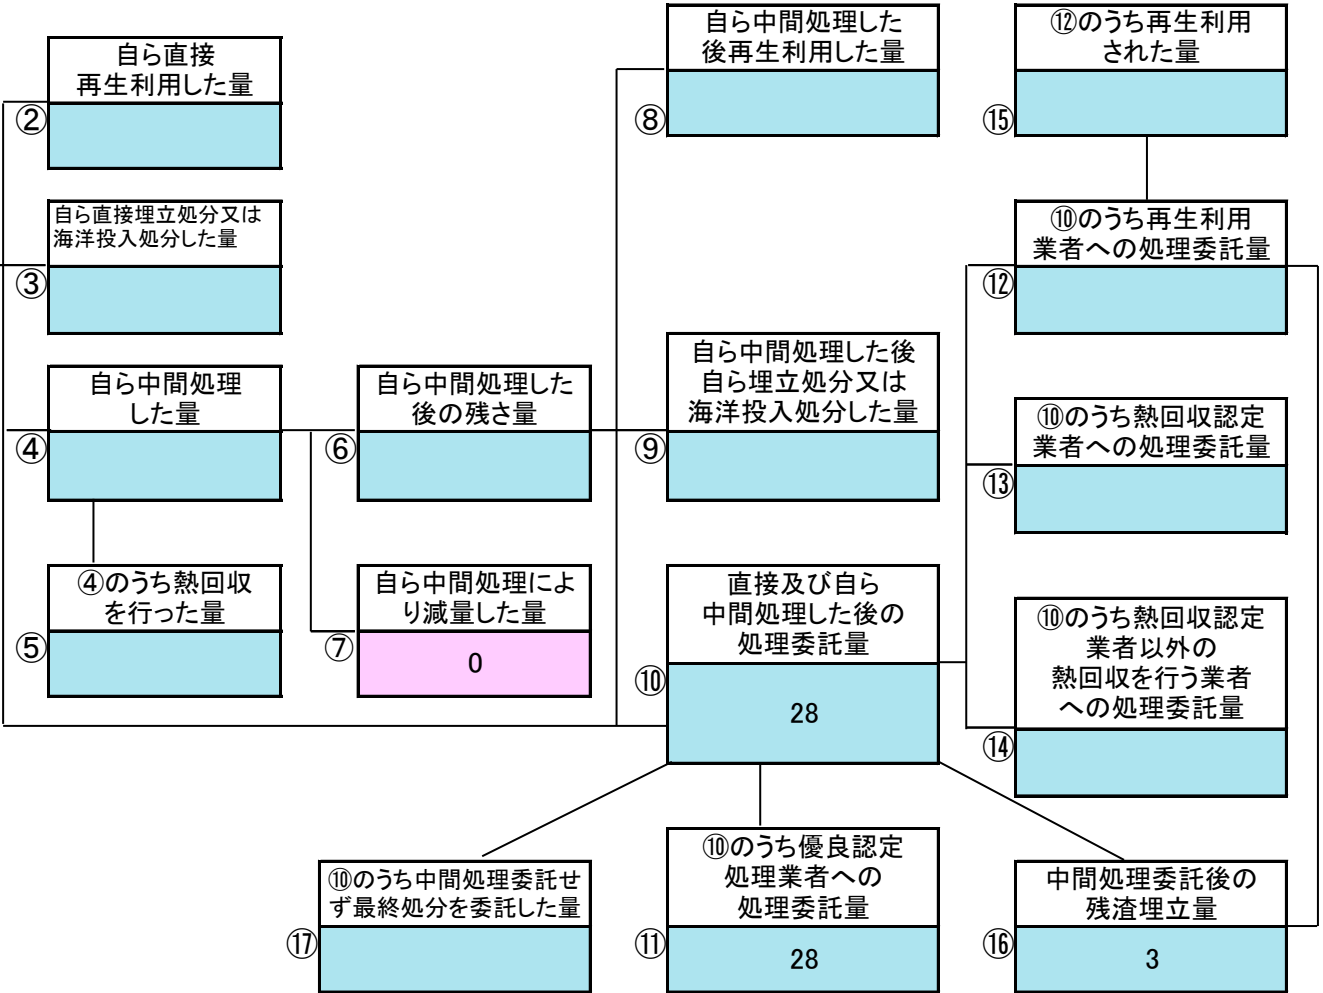 自ら直接
再生利用した量
②
自ら直接埋立処分又は
海洋投入処分した量
③
自ら中間処理
した量
④
④のうち熱回収
を行った量
⑤
自ら中間処理した
後の残さ量
⑥
自ら中間処理によ
り減量した量
⑦
0
自ら中間処理した
後再生利用した量
⑧
自ら中間処理した後
自ら埋立処分又は
海洋投入処分した量
⑨
直接及び自ら
中間処理した後の
処理委託量
⑩
28
⑫のうち再生利用
された量
⑮
⑩のうち再生利用
業者への処理委託量
⑫
⑩のうち熱回収認定
業者への処理委託量
⑬
⑩のうち熱回収認定
業者以外の
熱回収を行う業者
への処理委託量
⑭
⑩のうち中間処理委託せ
ず最終処分を委託した量
⑰
⑩のうち優良認定
処理業者への
処理委託量
⑪
28
中間処理委託後の
残渣埋立量
⑯
3